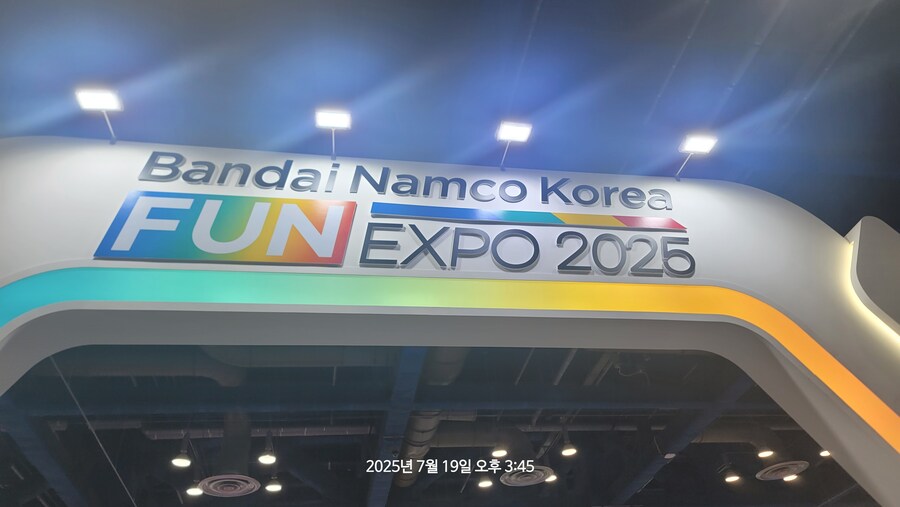 Bandai Namco Korea
FUN EXPO 2025
2025년 7월 19일 오후 3:45